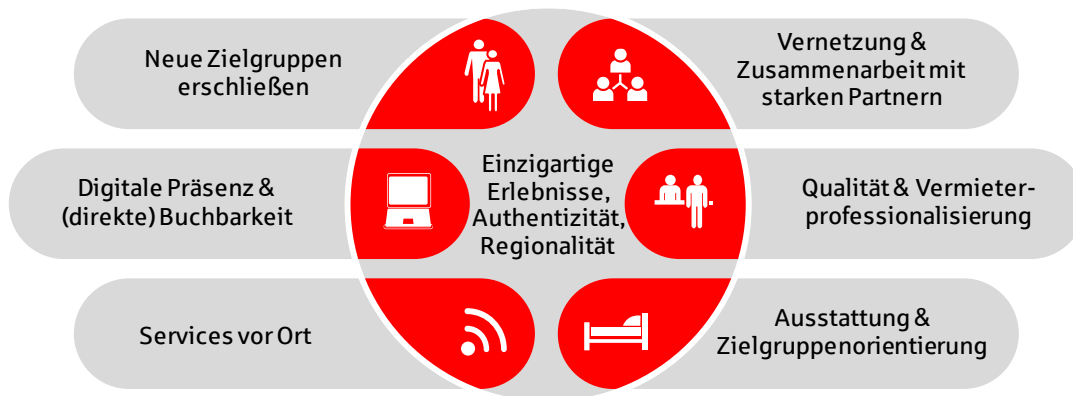 Neue Zielgruppen
erschließen
Vernetzung &
Zusammenarbeit mit
starken Partnern
Digitale Präsenz &
(direkte) Buchbarkeit
Einzigartige
Erlebnisse,
Authentizität,
Regionalität
Qualität & Vermieter-
professionalisierung
Services vor Ort
Ausstattung &
Zielgruppenorientierung